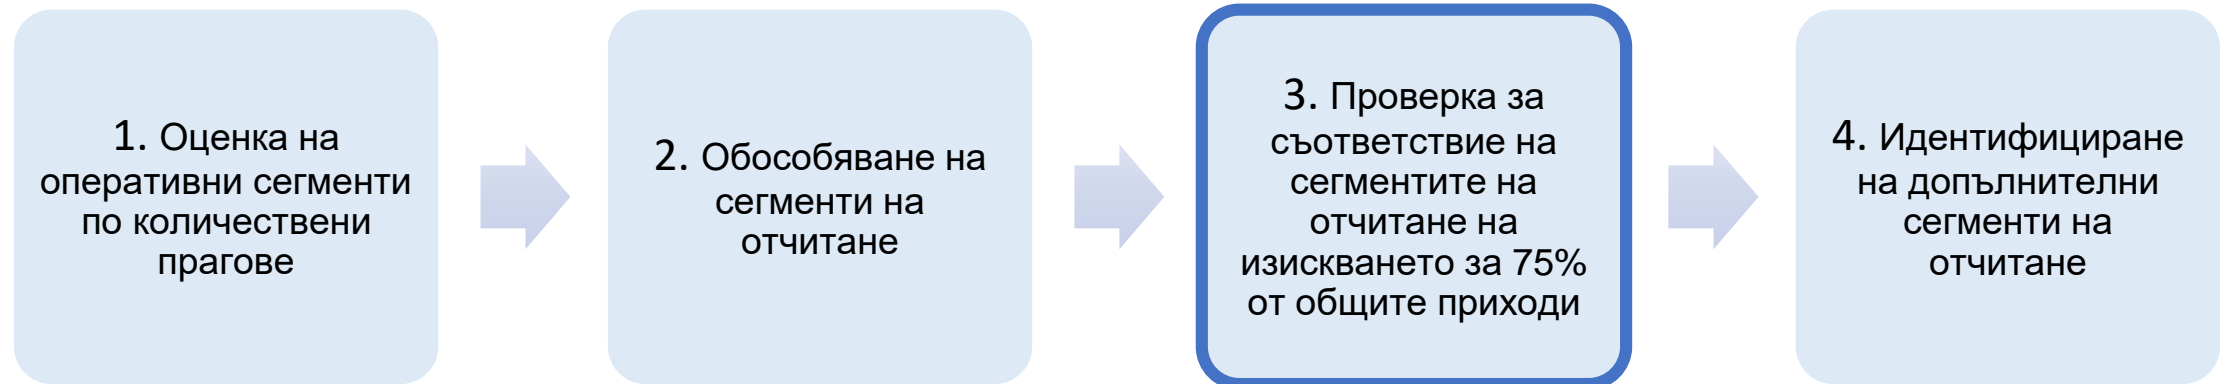 1. Оценка на
оперативни сегменти
по количествени
прагове
2. Обособяване на
сегменти на
отчитане
3. Проверка за
съответствие на
сегментите на
отчитане на
изискването за 75%
от общите приходи
4. Идентифициране
на допълнителни
сегменти на
отчитане